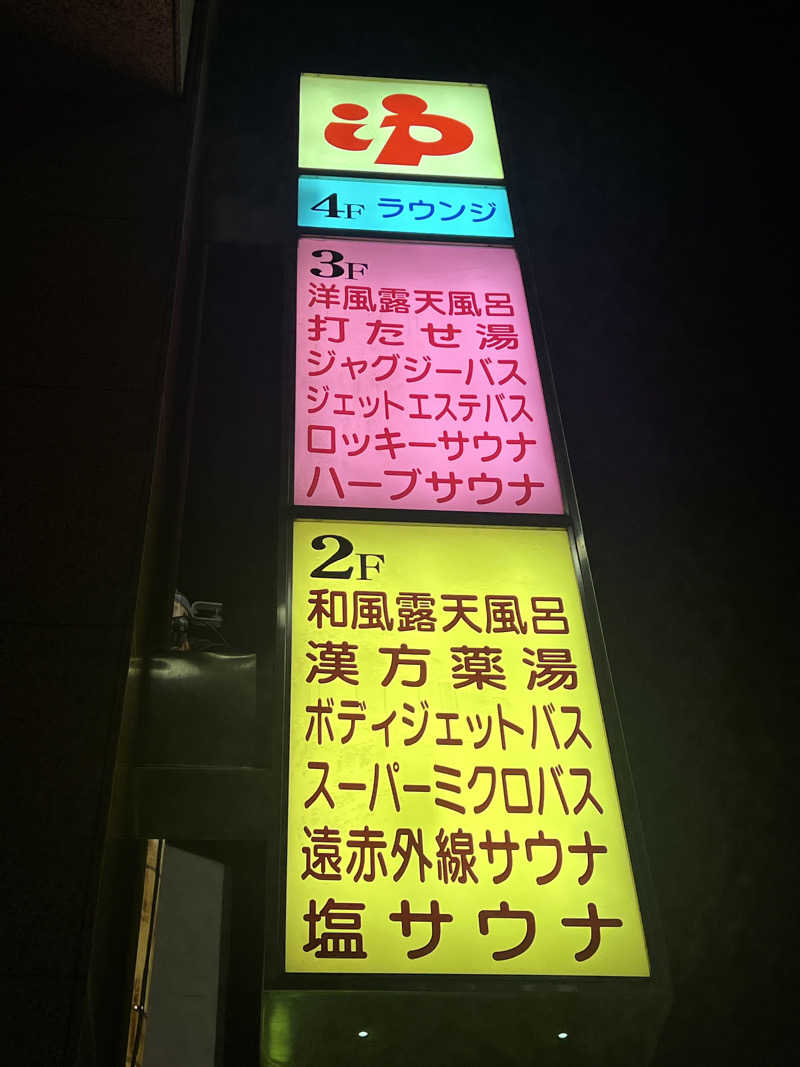 ゆ
4F ラウンジ
3F
洋風露天風呂
打たせ湯
ジャグジーバス
ジェットエステバス
ロッキーサウナ
ハーブサウナ
2F
和風露天風呂
漢方薬湯
ボディジェットバス
スーパーミクロバス
遠赤外線サウナ
塩サウナ